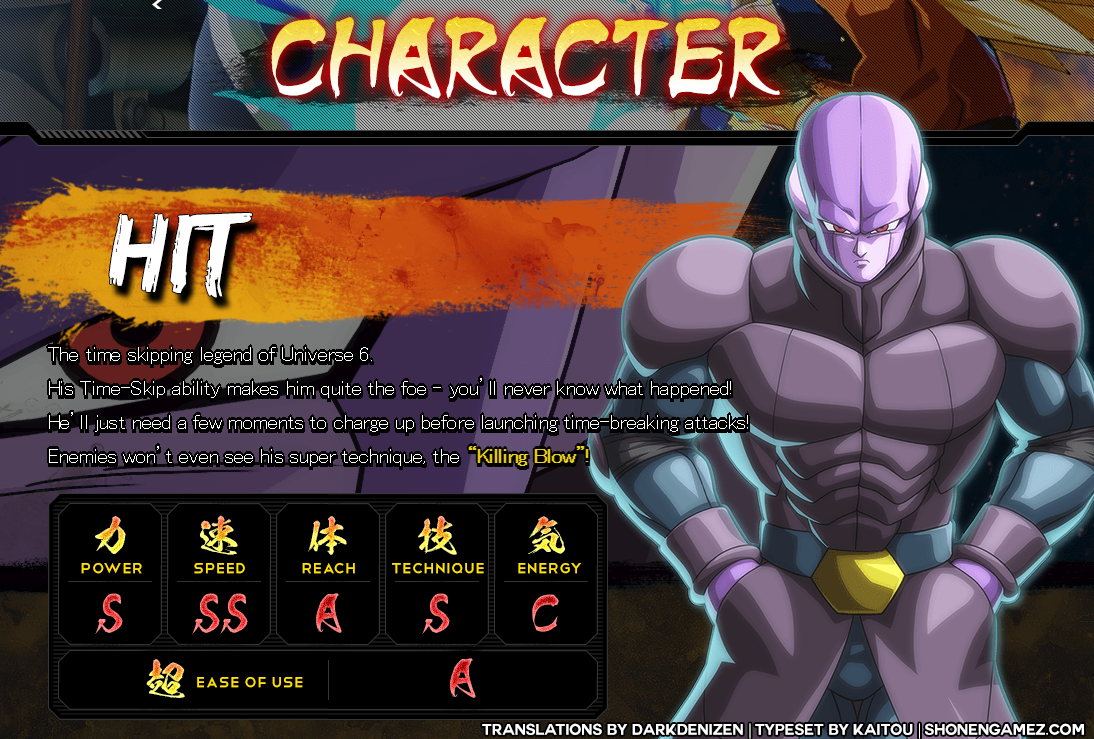 CHARACTER
HIT
The time skipping legend of Universe 6.
His Time-Skip ability makes him quite the foe - you'll never know what happened!
He'll just need a few moments to charge up before launching time-breaking attacks!
Enemies won't even see his super technique, the "Killing Blow"!
力 速 体 技 気
POWER SPEED REACH TECHNIQUE ENERGY
S SS A S C
超 EASE OF USE A
TRANSLATIONS BY DARKDENIZEN | TYPESET BY KAITOU | SHONENGAMEZ.COM